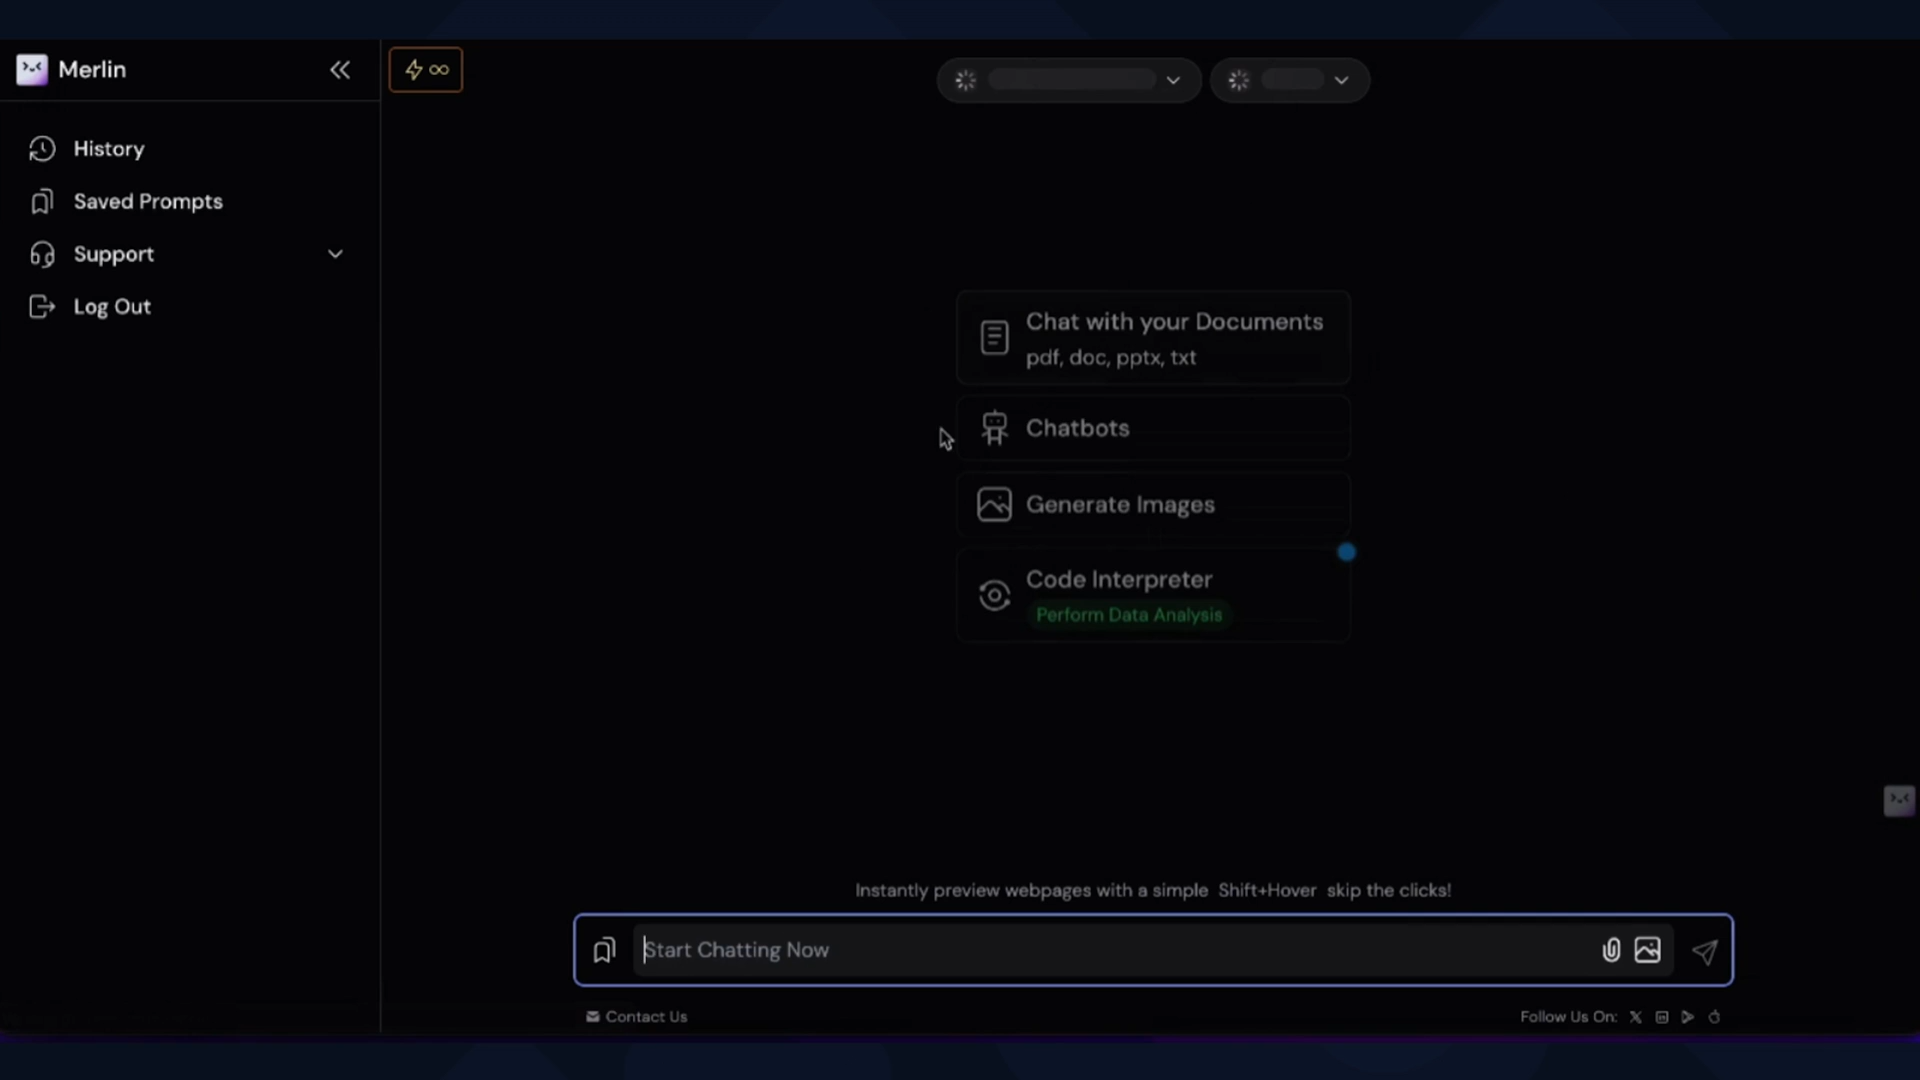 Merlin
History
Saved Prompts
Support
Log Out
Chat with your Documents
pdf, doc, pptx, txt
Chatbots
Generate Images
Code Interpreter
Perform Data Analysis
Instantly preview webpages with a simple Shift+Hover skip the clicks!
Start Chatting Now
Contact Us
Follow Us On: